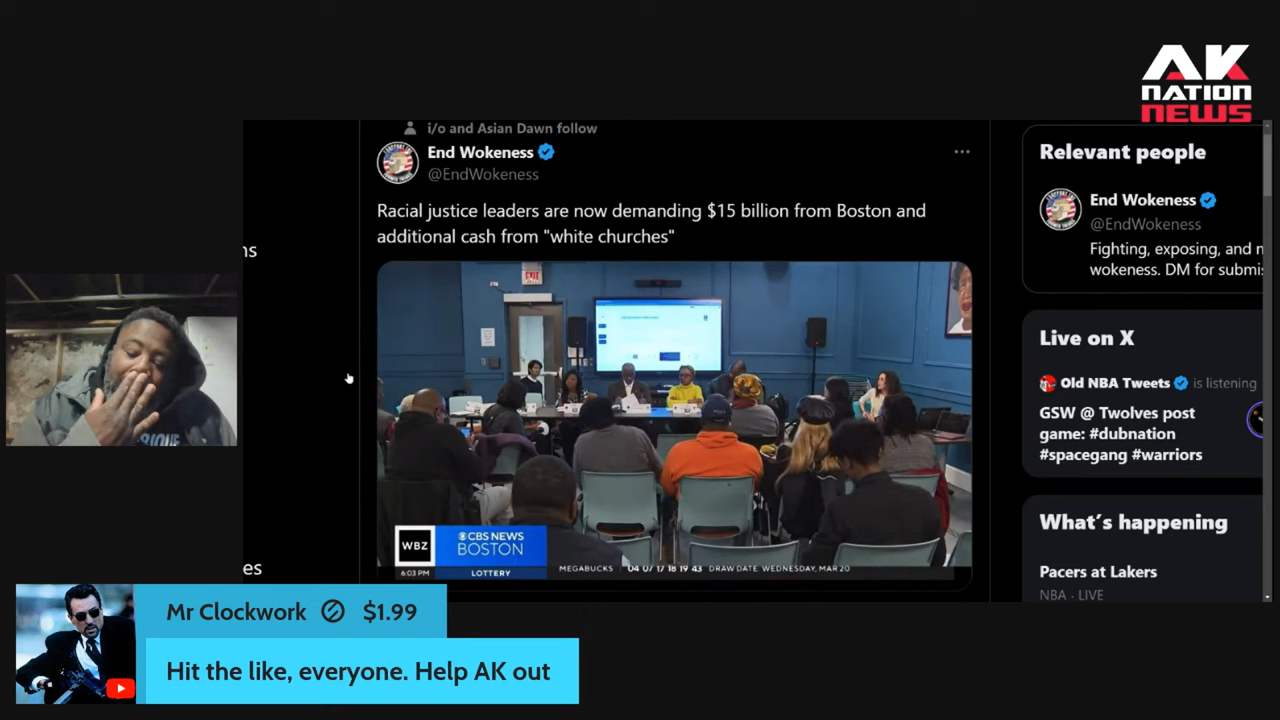 AK
NATION
NEWS
i/o and Asian Dawn follow
End Wokeness
@EndWokeness
Racial justice leaders are now demanding $15 billion from Boston and
additional cash from "white churches"
EXIT
WBZ
CBS NEWS
BOSTON
6:03 PM
LOTTERY
MEGABUCKS
04 07 17 18 19 43 DRAW DATE: WEDNESDAY, MAR 20
Relevant people
End Wokeness
@EndWokeness
Fighting, exposing, and
wokeness. DM for
Live on X
Old NBA Tweets is listening
GSW @ Twolves post
game: #dubnation
#spacegang #warriors
What's happening
Pacers at Lakers
NBA · LIVE
Mr Clockwork $1.99
Hit the like, everyone. Help AK out